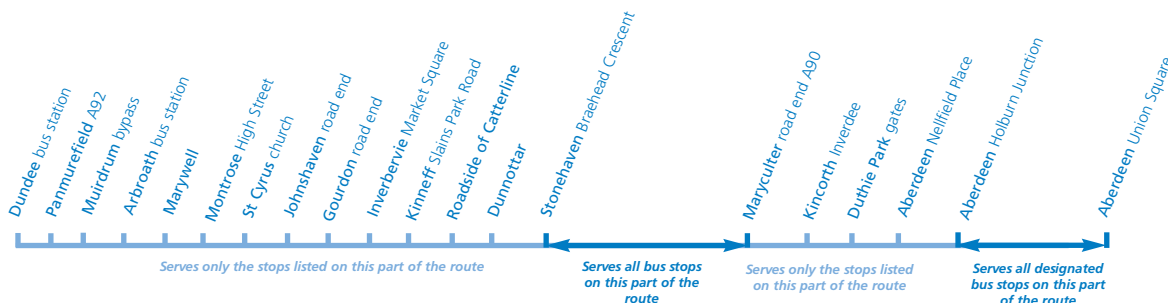 Dundee bus station
Panmurefield A92
Muirdrum bypass
Arbroath bus station
Marywell
Montrose High Street
St Cyrus church
Johnshaven road end
Gourdon road end
Inverbervie Market Square
Kinneff Slains Park Road
Roadside of Catterline
Dunnottar
Stonehaven Braehead Crescent
Maryculter road end A90
Kincorth Inverdee
Duthie Park gates
Aberdeen Nellfield Place
Aberdeen Holburn Junction
Aberdeen Union Square
Serves only the stops listed on this part of the route
Serves all bus stops
on this part of the
route
Serves only the stops listed
on this part of the route
Serves all designated
bus stops on this part
of the route